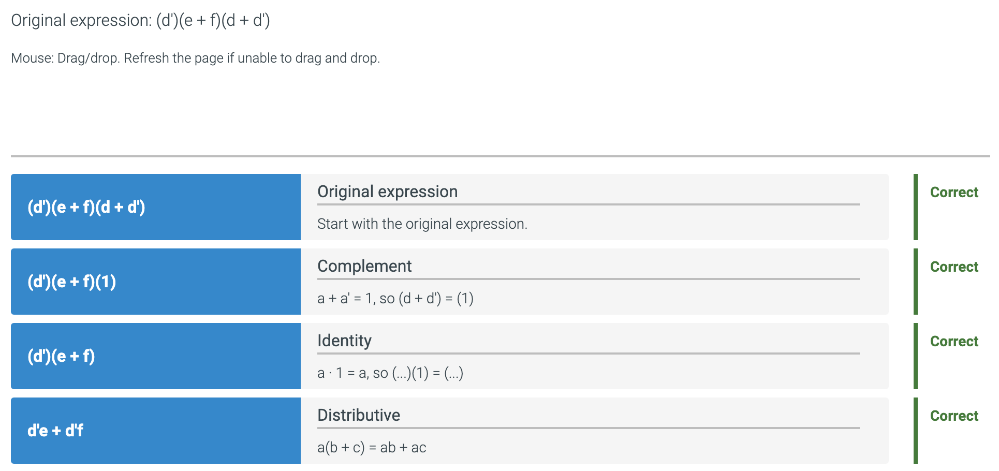 Original expression: (d')(e + f)(d + d')
Mouse: Drag/drop. Refresh the page if unable to drag and drop.
(d')(e + f)(d + d')
Original expression
Start with the original expression.
Correct
(d')(e + f)(1)
Complement
a + a' = 1, so (d + d') = (1)
Correct
(d')(e + f)
Identity
a · 1 = a, so (...)(1) = (...)
Correct
d'e + d'f
Distributive
a(b + c) = ab + ac
Correct